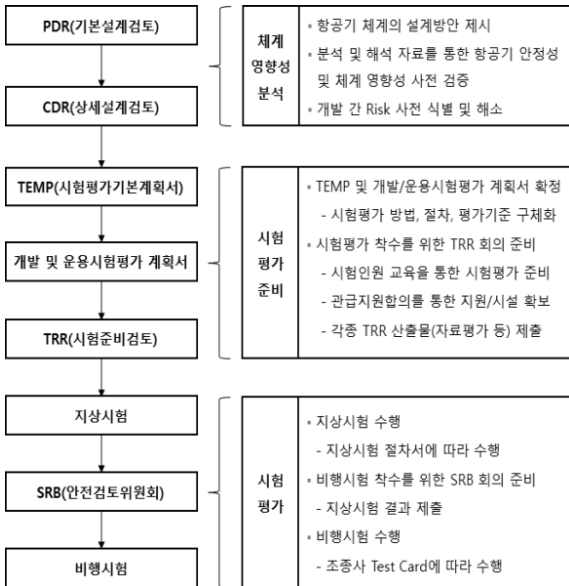 PDR(기본설계검토)
CDR(상세설계검토)
체계
영향성
분석
▪ 항공기 체계의 설계방안 제시
▪ 분석 및 해석 자료를 통한 항공기 안정성
및 체계 영향성 사전 검증
▪ 개발 간 Risk 사전 식별 및 해소
TEMP(시험평가기본계획서)
개발 및 운용시험평가 계획서
TRR(시험준비검토)
시험
평가
준비
▪ TEMP 및 개발/운용시험평가 계획서 확정
- 시험평가 방법, 절차, 평가기준 구체화
▪ 시험평가 착수를 위한 TRR 회의 준비
- 시험인원 교육을 통한 시험평가 준비
- 관급지원합의를 통한 지원/시설 확보
- 각종 TRR 산출물(자료평가 등) 제출
지상시험
SRB(안전검토위원회)
비행시험
시험
평가
▪ 지상시험 수행
- 지상시험 절차서에 따라 수행
▪ 비행시험 착수를 위한 SRB 회의 준비
- 지상시험 결과 제출
▪ 비행시험 수행
- 조종사 Test Card에 따라 수행